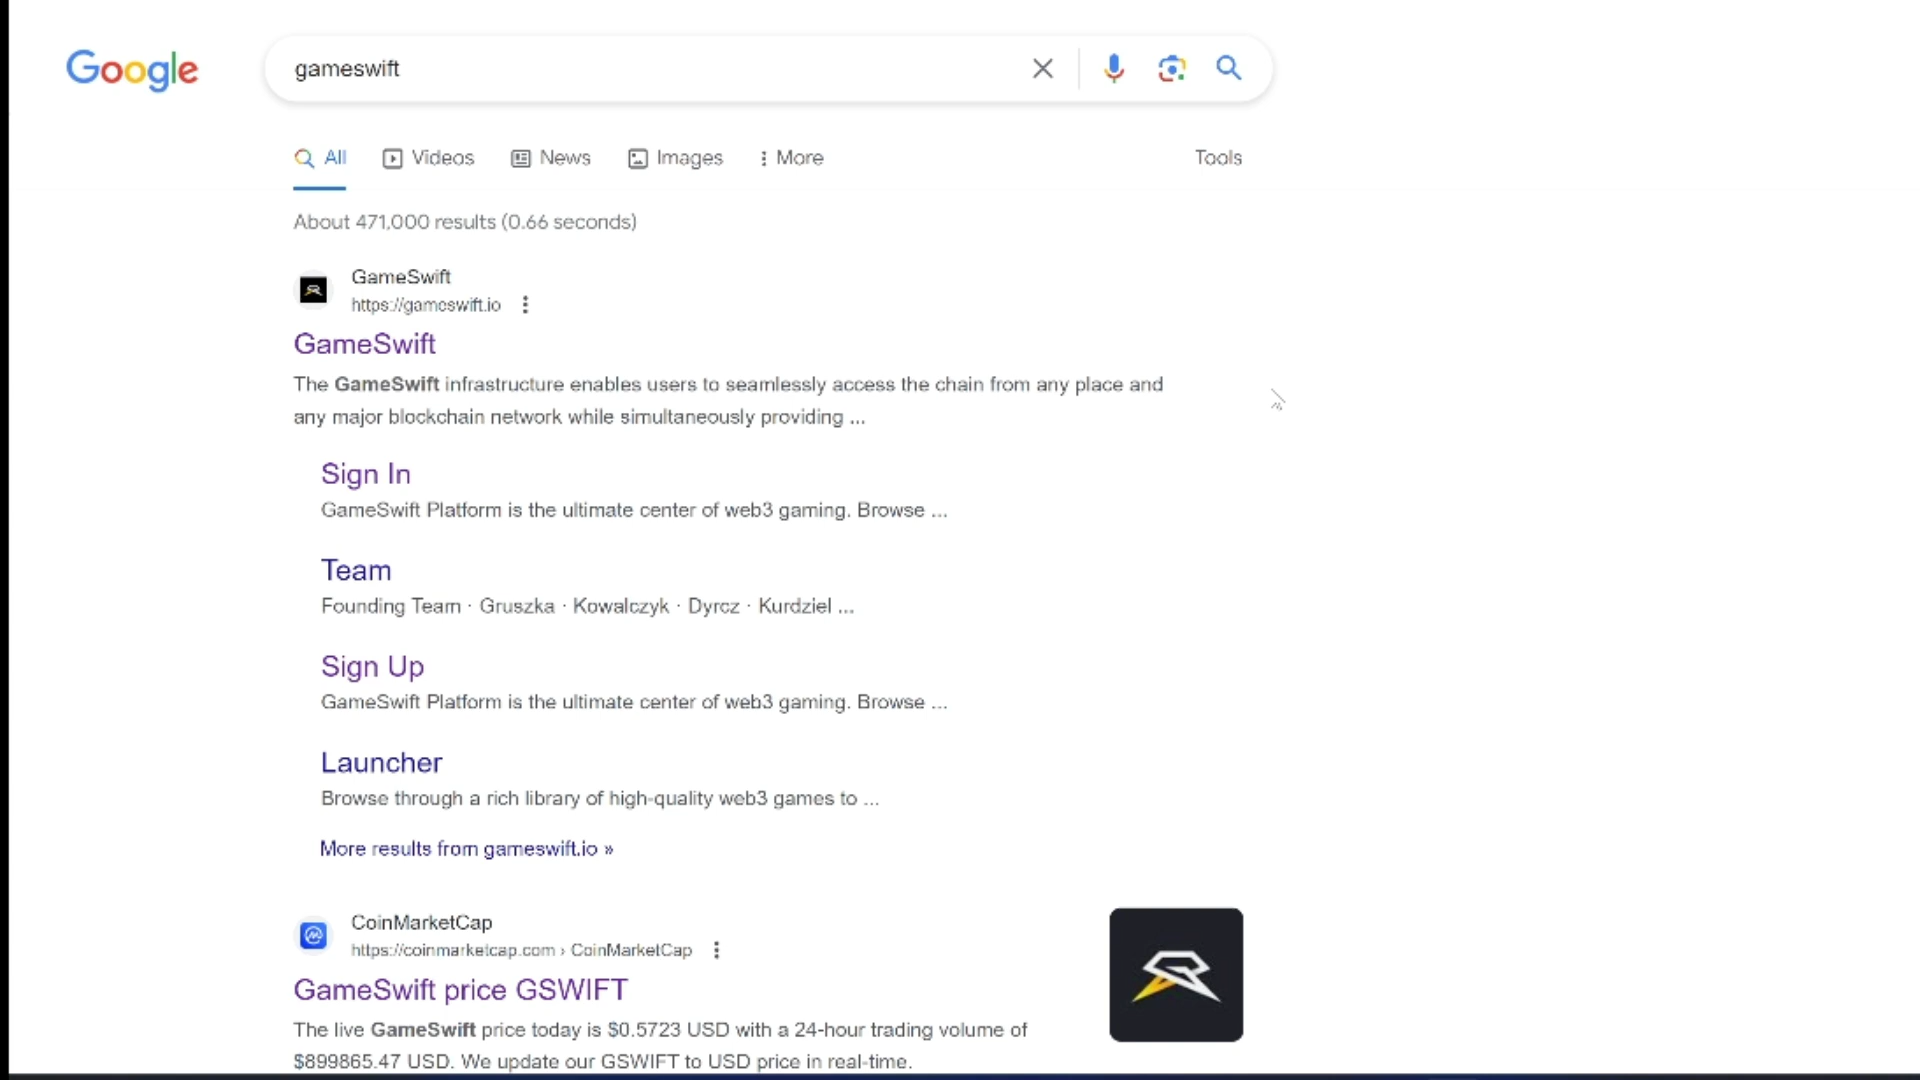 Google
gameswift
All Videos News Images More Tools
About 471,000 results (0.66 seconds)
GameSwift
https://gameswift.io
GameSwift
The GameSwift infrastructure enables users to seamlessly access the chain from any place and
any major blockchain network while simultaneously providing ...
Sign In
GameSwift Platform is the ultimate center of web3 gaming. Browse ...
Team
Founding Team · Gruszka · Kowalczyk · Dyrcz · Kurdziel ...
Sign Up
GameSwift Platform is the ultimate center of web3 gaming. Browse ...
Launcher
Browse through a rich library of high-quality web3 games to ...
More results from gameswift.io »
CoinMarketCap
https://coinmarketcap.com › CoinMarketCap
GameSwift price GSWIFT
The live GameSwift price today is $0.5723 USD with a 24-hour trading volume of
$899865.47 USD. We update our GSWIFT to USD price in real-time.